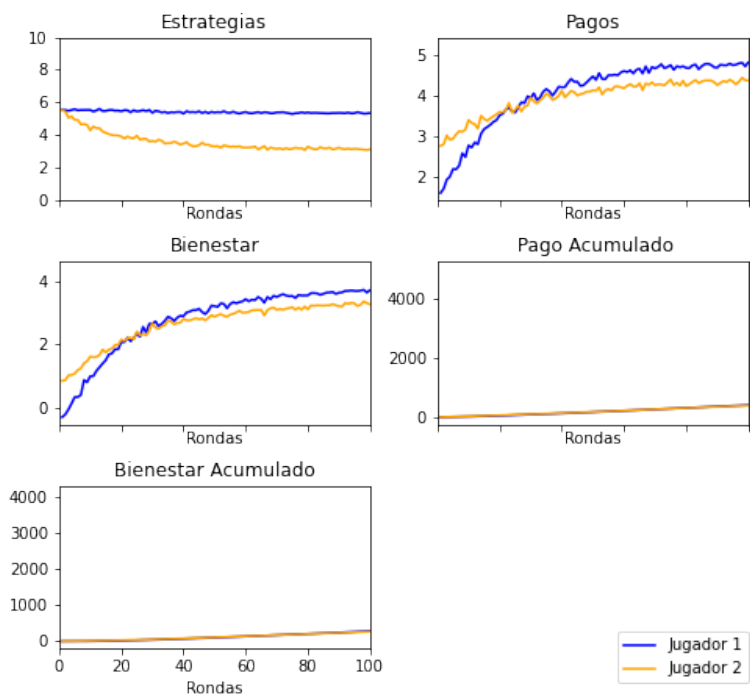 Estrategias
10
8
6
4
2
0
Rondas
Pagos
5
4
3
2
Rondas
Bienestar
4
2
0
Rondas
Pago Acumulado
4000
2000
0
Rondas
Bienestar Acumulado
4000
3000
2000
1000
0
0 20 40 60 80 100
Rondas
Jugador 1
Jugador 2